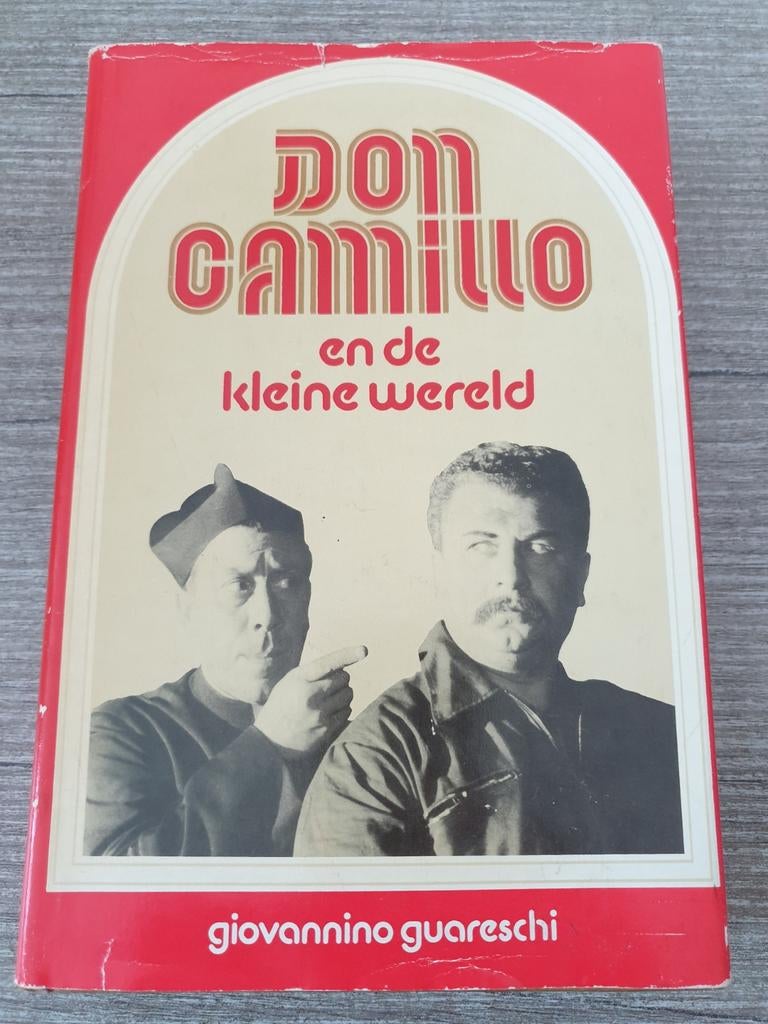 DON
CAMILLO
en de
kleine wereld
giovannino guareschi